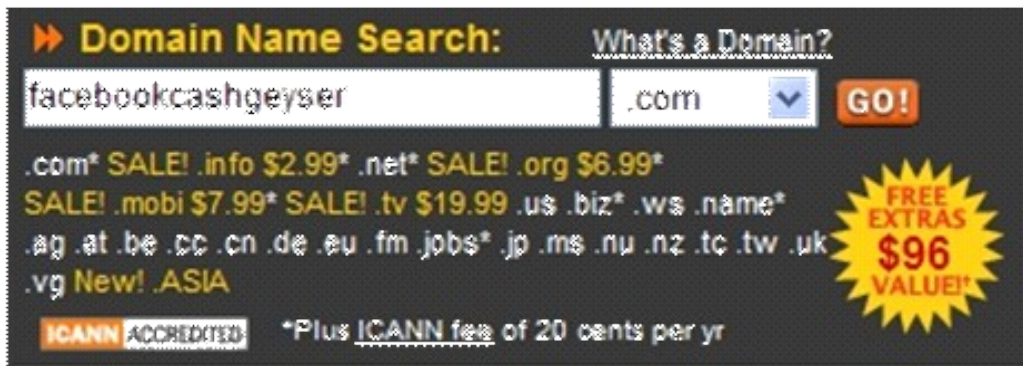 Domain Name Search: What's a Domain?
facebookcashgeyser .com GO!
.com* SALE! .info $2.99* .net* SALE! .org $6.99*
SALE! .mobi $7.99* SALE! .tv $19.99 .us .biz* .ws .name*
.ag .at .be .cc .cn .de .eu .fm .jobs* .jp .ms .nu .nz .tc .tw .uk
.vg New! .ASIA
FREE
EXTRAS
$96
VALUE!†
ICANN ACCREDITED *Plus ICANN fee of 20 cents per yr